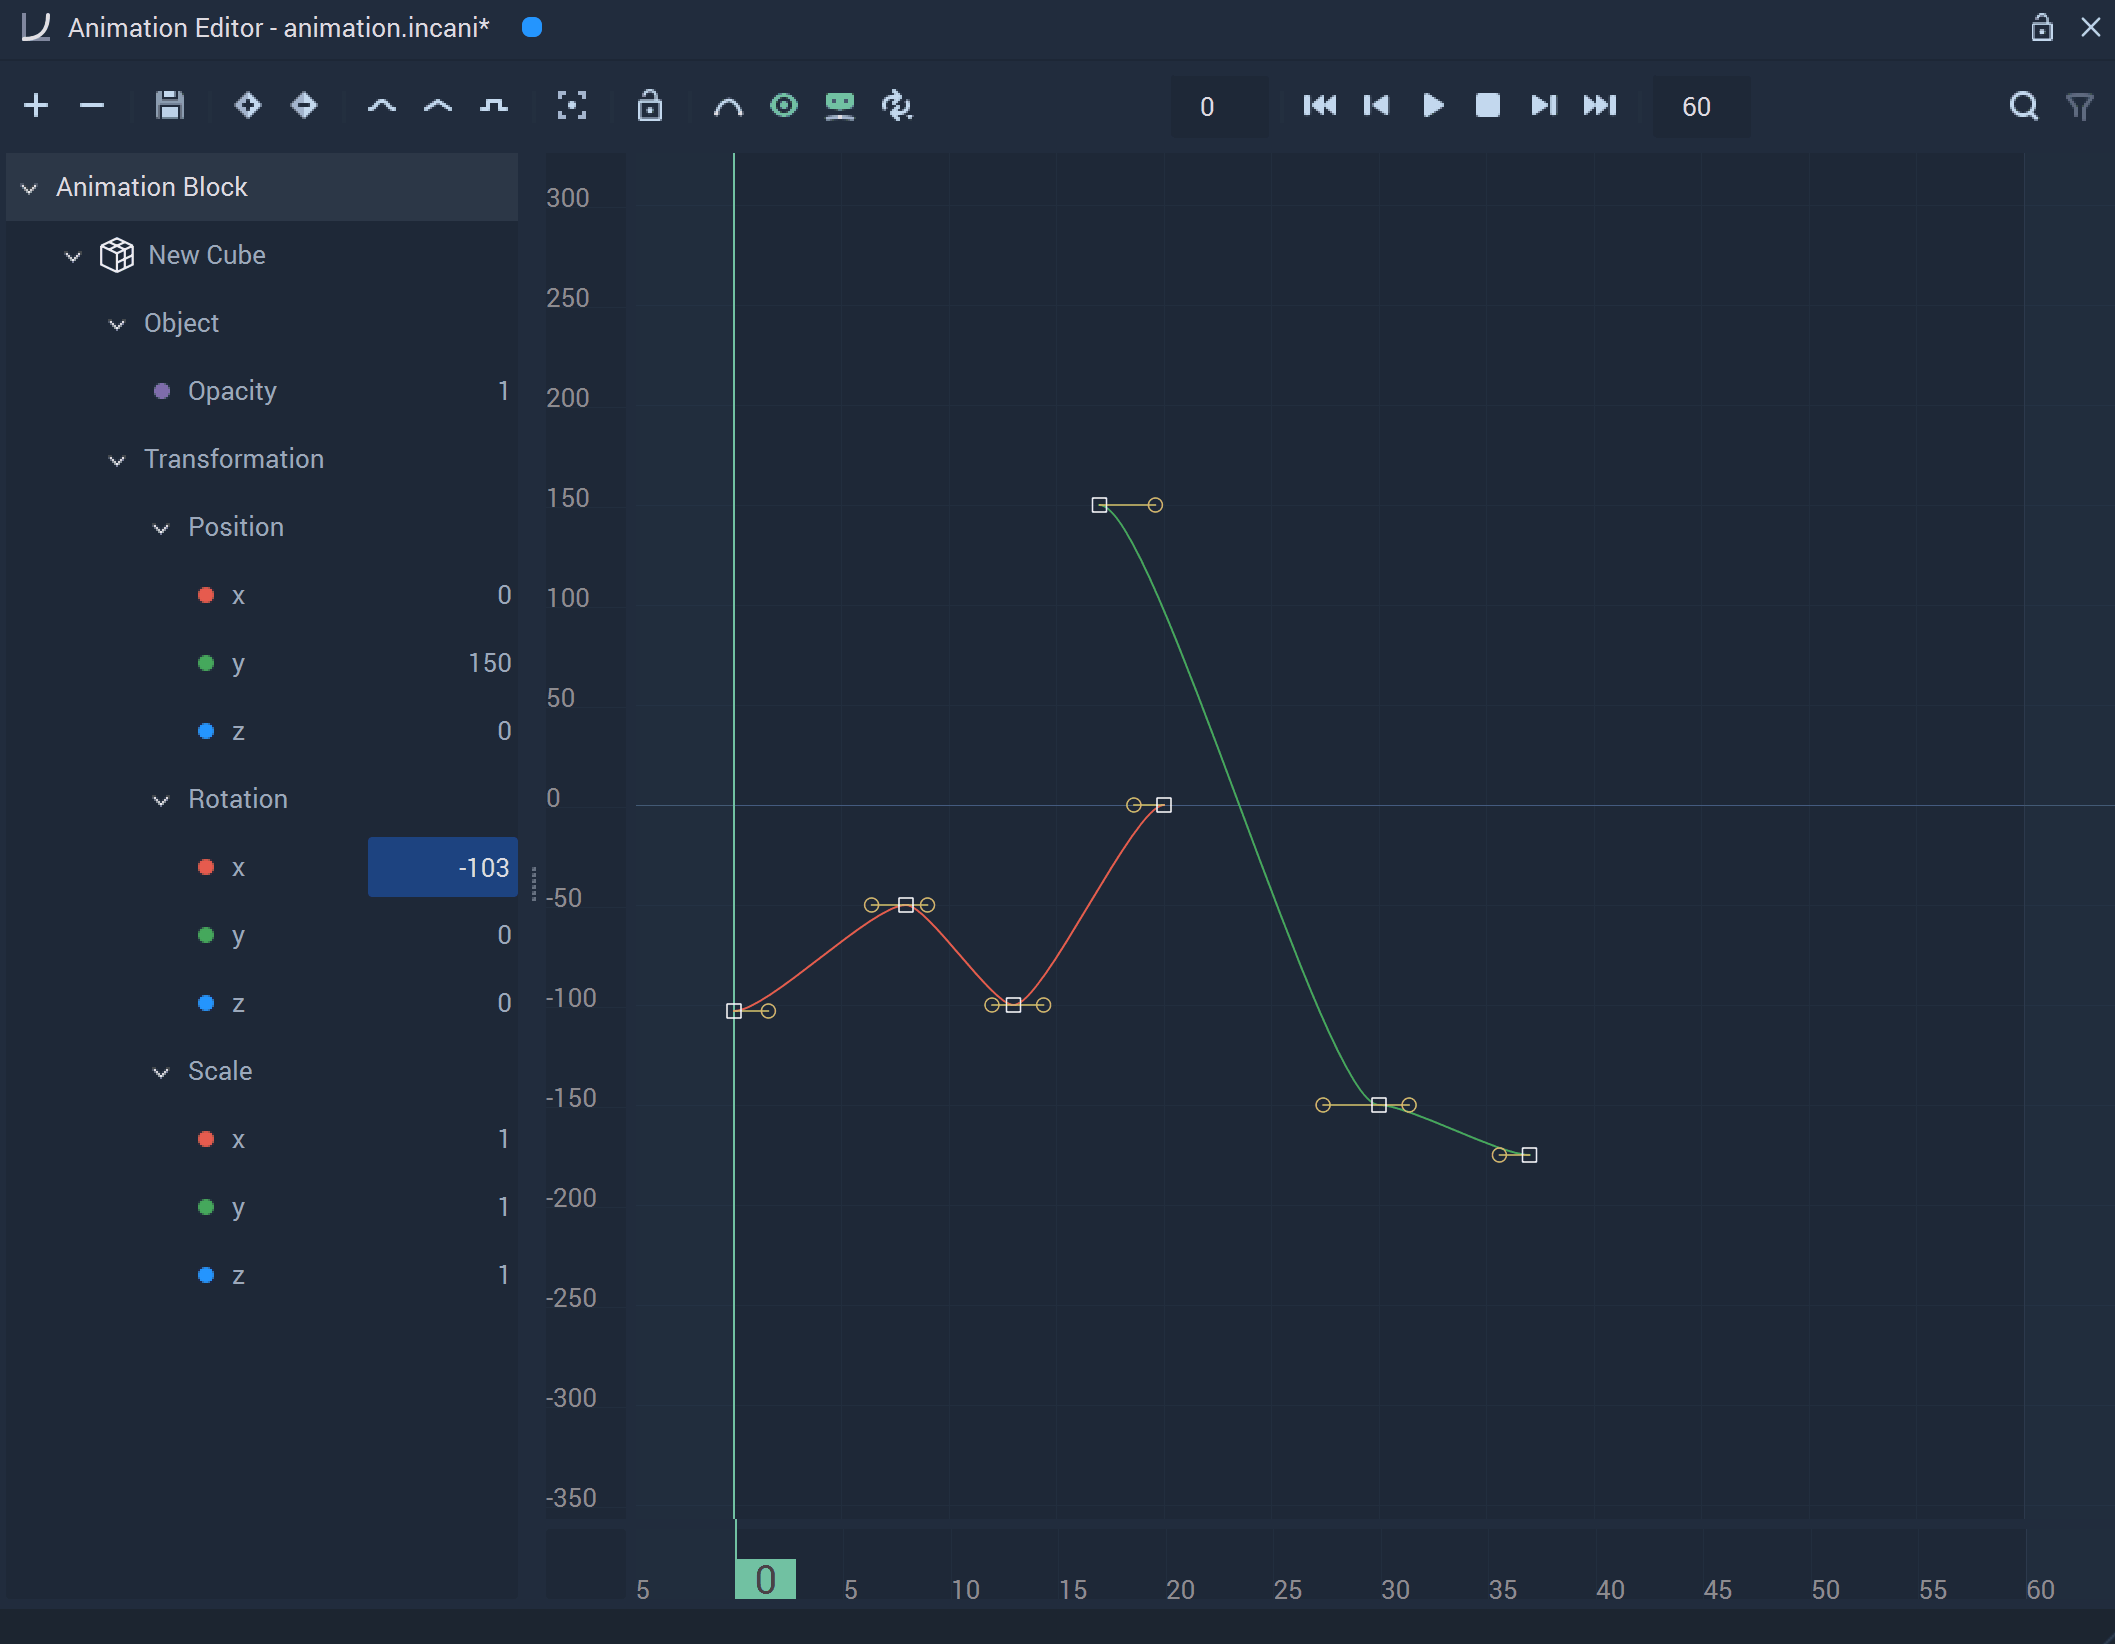 Animation Editor - animation.incani*
0
60
Animation Block
New Cube
Object
Opacity 1
Transformation
Position
x 0
y 150
z 0
Rotation
x -103
y 0
z 0
Scale
x 1
y 1
z 1
300
250
200
150
100
50
0
-50
-100
-150
-200
-250
-300
-350
5 0 5 10 15 20 25 30 35 40 45 50 55 60